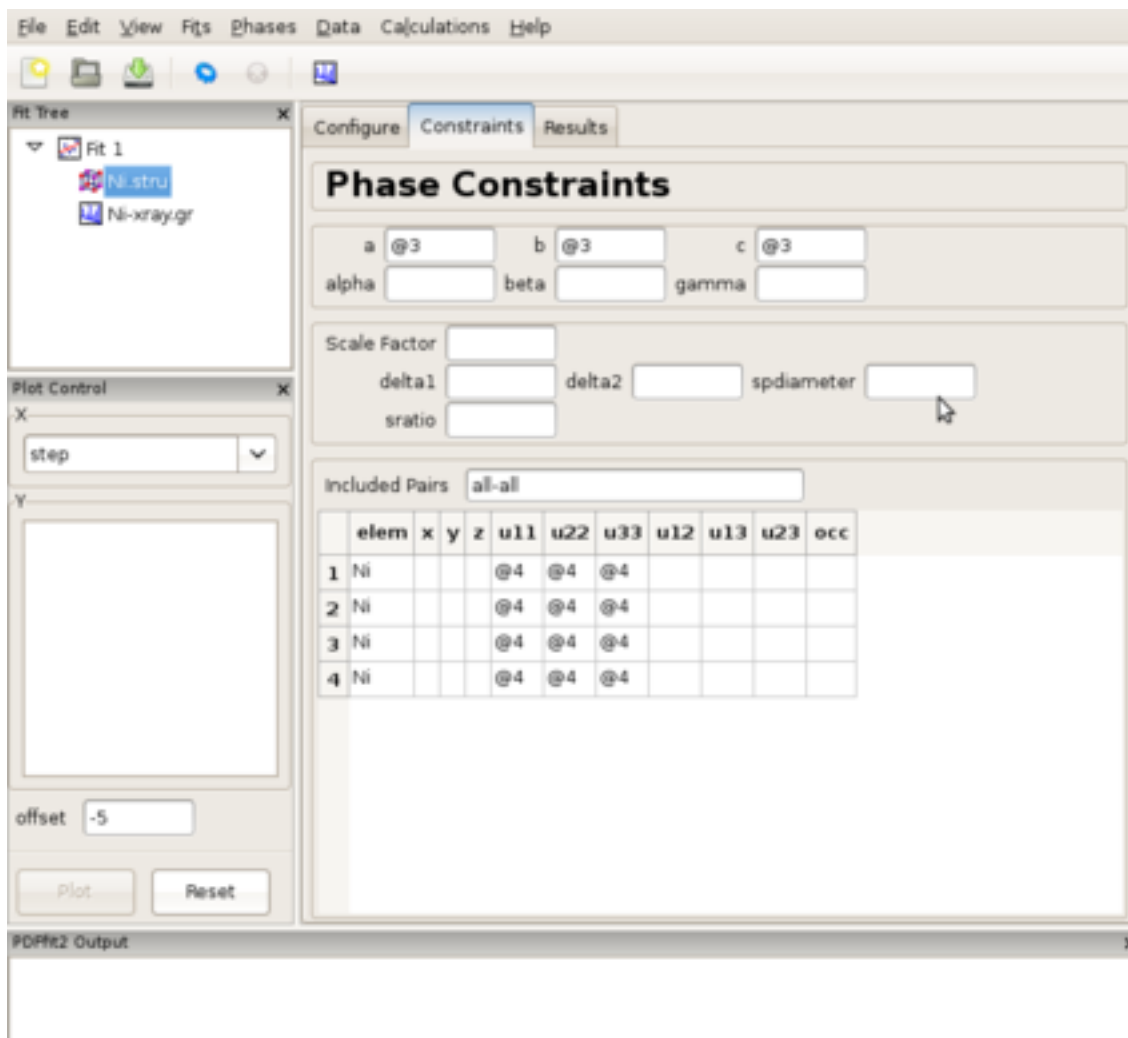 File Edit View Fits Phases Data Calculations Help
Fit Tree x
Fit 1
Ni.stru
Ni-xray.gr
Configure Constraints Results
Phase Constraints
a @3 b @3 c @3
alpha beta gamma
Scale Factor
delta1 delta2 spdiameter
sratio
Included Pairs all-all
elem x y z u11 u22 u33 u12 u13 u23 occ
1 Ni @4 @4 @4
2 Ni @4 @4 @4
3 Ni @4 @4 @4
4 Ni @4 @4 @4
Plot Control x
X
step
Y
offset -5
Plot Reset
PDFfit2 Output